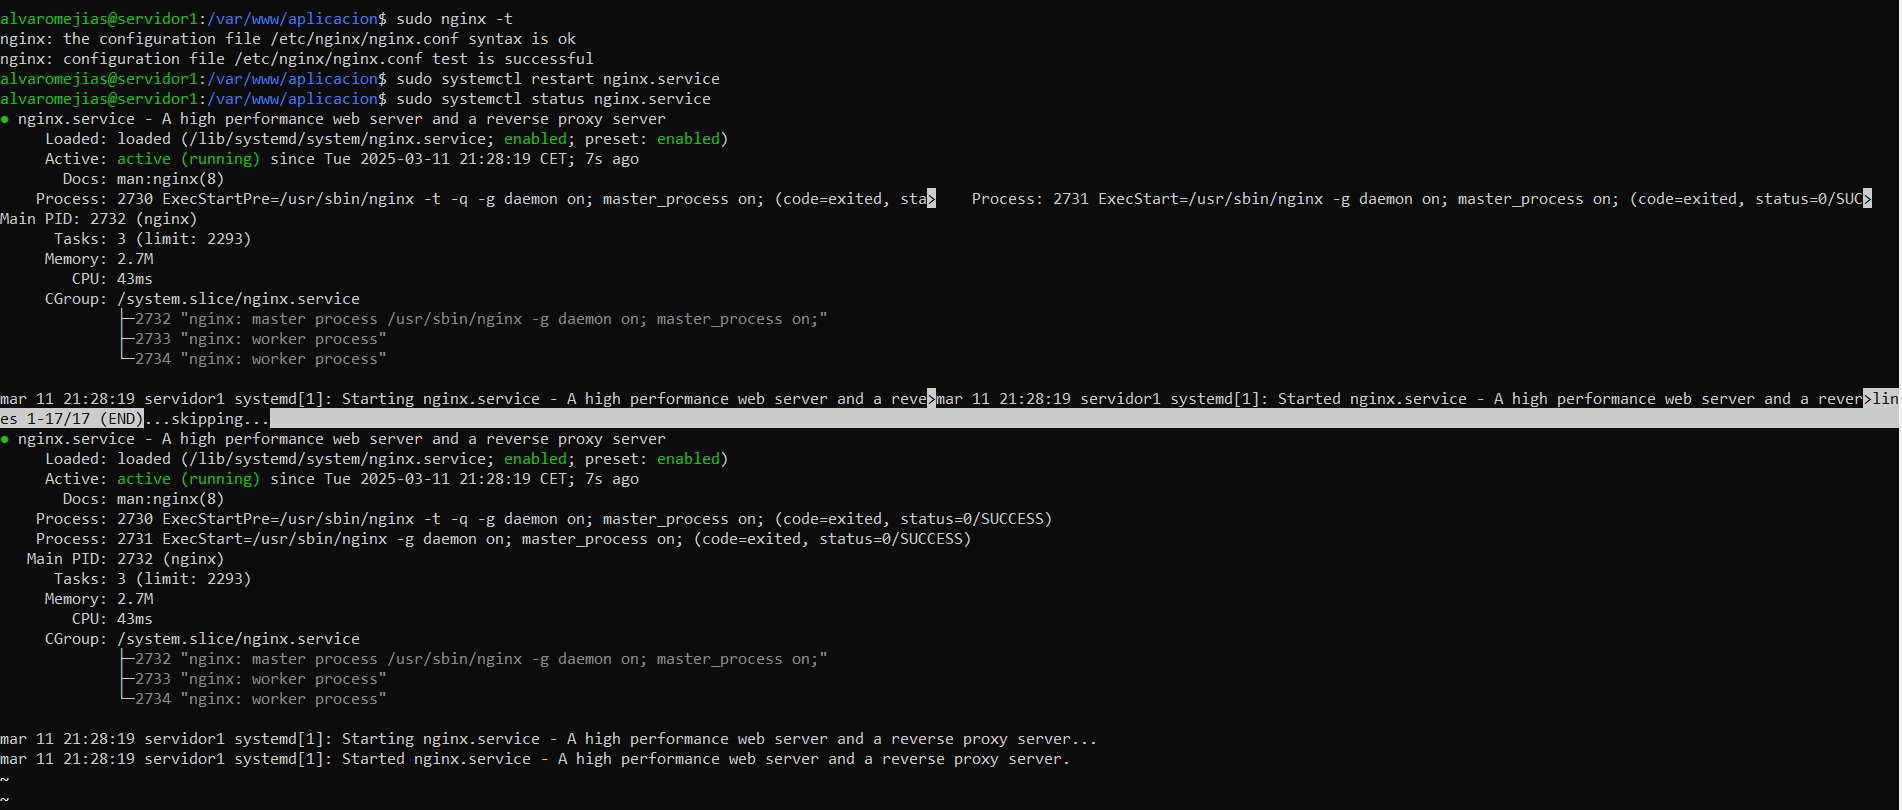 alvaromejias@servidor1:/var/www/aplicacion$ sudo nginx -t
nginx: the configuration file /etc/nginx/nginx.conf syntax is ok
nginx: configuration file /etc/nginx/nginx.conf test is successful
alvaromejias@servidor1:/var/www/aplicacion$ sudo systemctl restart nginx.service
alvaromejias@servidor1:/var/www/aplicacion$ sudo systemctl status nginx.service
● nginx.service - A high performance web server and a reverse proxy server
     Loaded: loaded (/lib/systemd/system/nginx.service; enabled; preset: enabled)
     Active: active (running) since Tue 2025-03-11 21:28:19 CET; 7s ago
       Docs: man:nginx(8)
    Process: 2730 ExecStartPre=/usr/sbin/nginx -t -q -g daemon on; master_process on; (code=exited, sta>    Process: 2731 ExecStart=/usr/sbin/nginx -g daemon on; master_process on; (code=exited, status=0/SUC>
Main PID: 2732 (nginx)
      Tasks: 3 (limit: 2293)
     Memory: 2.7M
        CPU: 43ms
     CGroup: /system.slice/nginx.service
             ├─2732 "nginx: master process /usr/sbin/nginx -g daemon on; master_process on;"
             ├─2733 "nginx: worker process"
             └─2734 "nginx: worker process"

mar 11 21:28:19 servidor1 systemd[1]: Starting nginx.service - A high performance web server and a reve>mar 11 21:28:19 servidor1 systemd[1]: Started nginx.service - A high performance web server and a rever>lin
es 1-17/17 (END)...skipping...
● nginx.service - A high performance web server and a reverse proxy server
     Loaded: loaded (/lib/systemd/system/nginx.service; enabled; preset: enabled)
     Active: active (running) since Tue 2025-03-11 21:28:19 CET; 7s ago
       Docs: man:nginx(8)
    Process: 2730 ExecStartPre=/usr/sbin/nginx -t -q -g daemon on; master_process on; (code=exited, status=0/SUCCESS)
    Process: 2731 ExecStart=/usr/sbin/nginx -g daemon on; master_process on; (code=exited, status=0/SUCCESS)
   Main PID: 2732 (nginx)
      Tasks: 3 (limit: 2293)
     Memory: 2.7M
        CPU: 43ms
     CGroup: /system.slice/nginx.service
             ├─2732 "nginx: master process /usr/sbin/nginx -g daemon on; master_process on;"
             ├─2733 "nginx: worker process"
             └─2734 "nginx: worker process"

mar 11 21:28:19 servidor1 systemd[1]: Starting nginx.service - A high performance web server and a reverse proxy server...
mar 11 21:28:19 servidor1 systemd[1]: Started nginx.service - A high performance web server and a reverse proxy server.
~
~